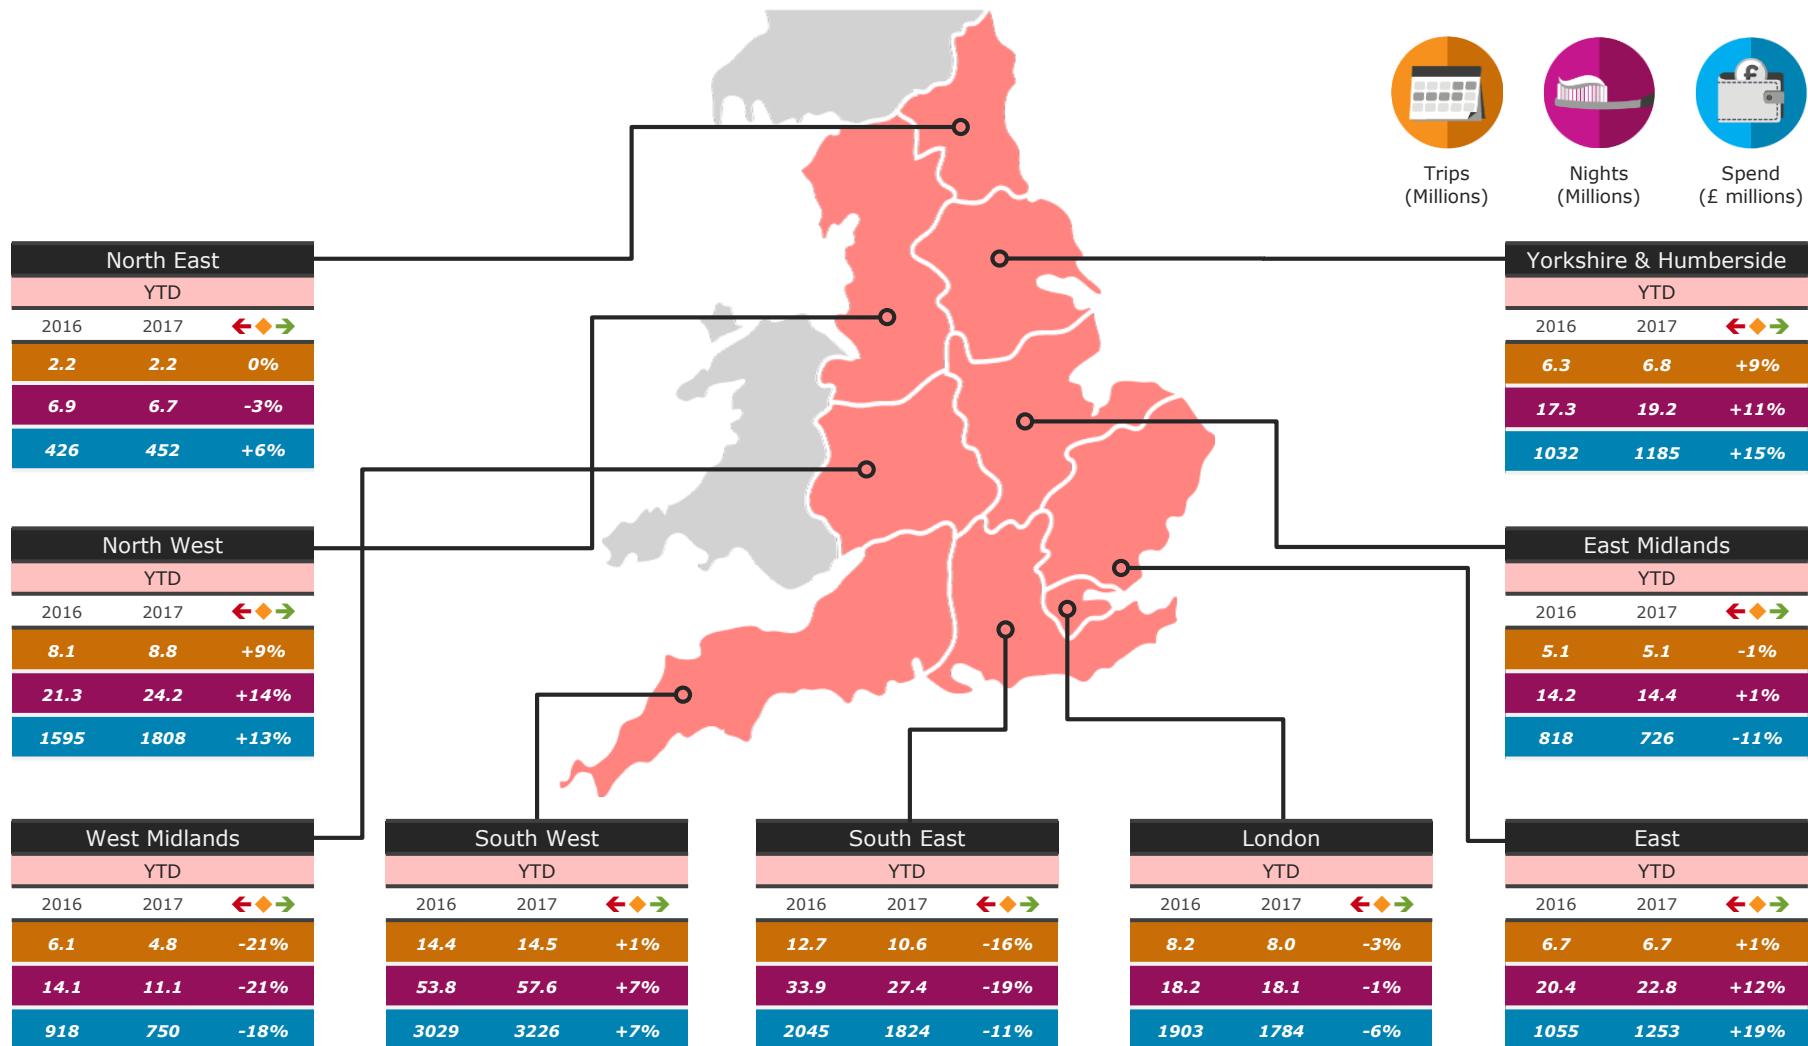 £
Trips
(Millions)
Nights
(Millions)
Spend
(£ millions)
North East
YTD
2016 2017
2.2 2.2 0%
6.9 6.7 -3%
426 452 +6%
Yorkshire & Humberside
YTD
2016 2017
6.3 6.8 +9%
17.3 19.2 +11%
1032 1185 +15%
North West
YTD
2016 2017
8.1 8.8 +9%
21.3 24.2 +14%
1595 1808 +13%
East Midlands
YTD
2016 2017
5.1 5.1 -1%
14.2 14.4 +1%
818 726 -11%
West Midlands
YTD
2016 2017
6.1 4.8 -21%
14.1 11.1 -21%
918 750 -18%
South West
YTD
2016 2017
14.4 14.5 +1%
53.8 57.6 +7%
3029 3226 +7%
South East
YTD
2016 2017
12.7 10.6 -16%
33.9 27.4 -19%
2045 1824 -11%
London
YTD
2016 2017
8.2 8.0 -3%
18.2 18.1 -1%
1903 1784 -6%
East
YTD
2016 2017
6.7 6.7 +1%
20.4 22.8 +12%
1055 1253 +19%